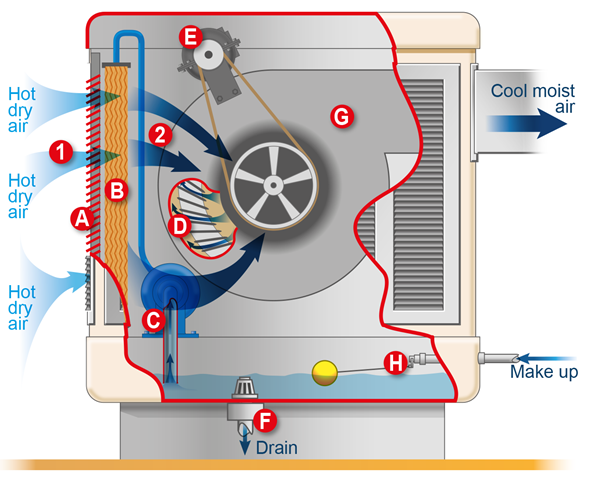 E
Hot
dry
air
Cool moist
air
G
1
2
Hot
dry
air
B
A
D
Hot
dry
air
C
H
Make up
F
Drain